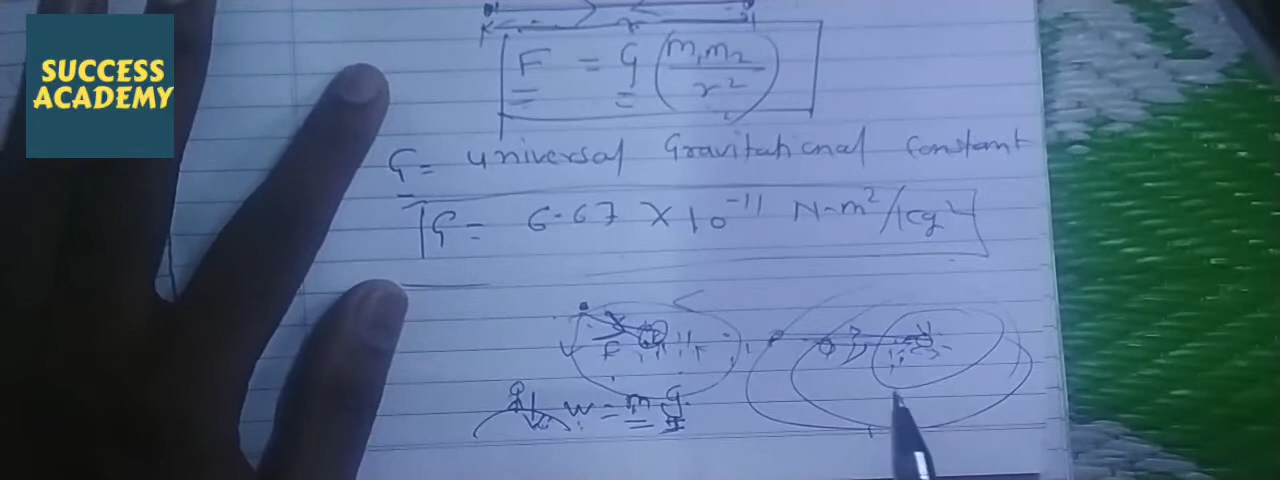 SUCCESS
ACADEMY
r
F = G (m₁m₂ / r²)
G = universal Gravitational constant
G = 6.67 × 10⁻¹¹ N-m²/kg²
F
W = mg